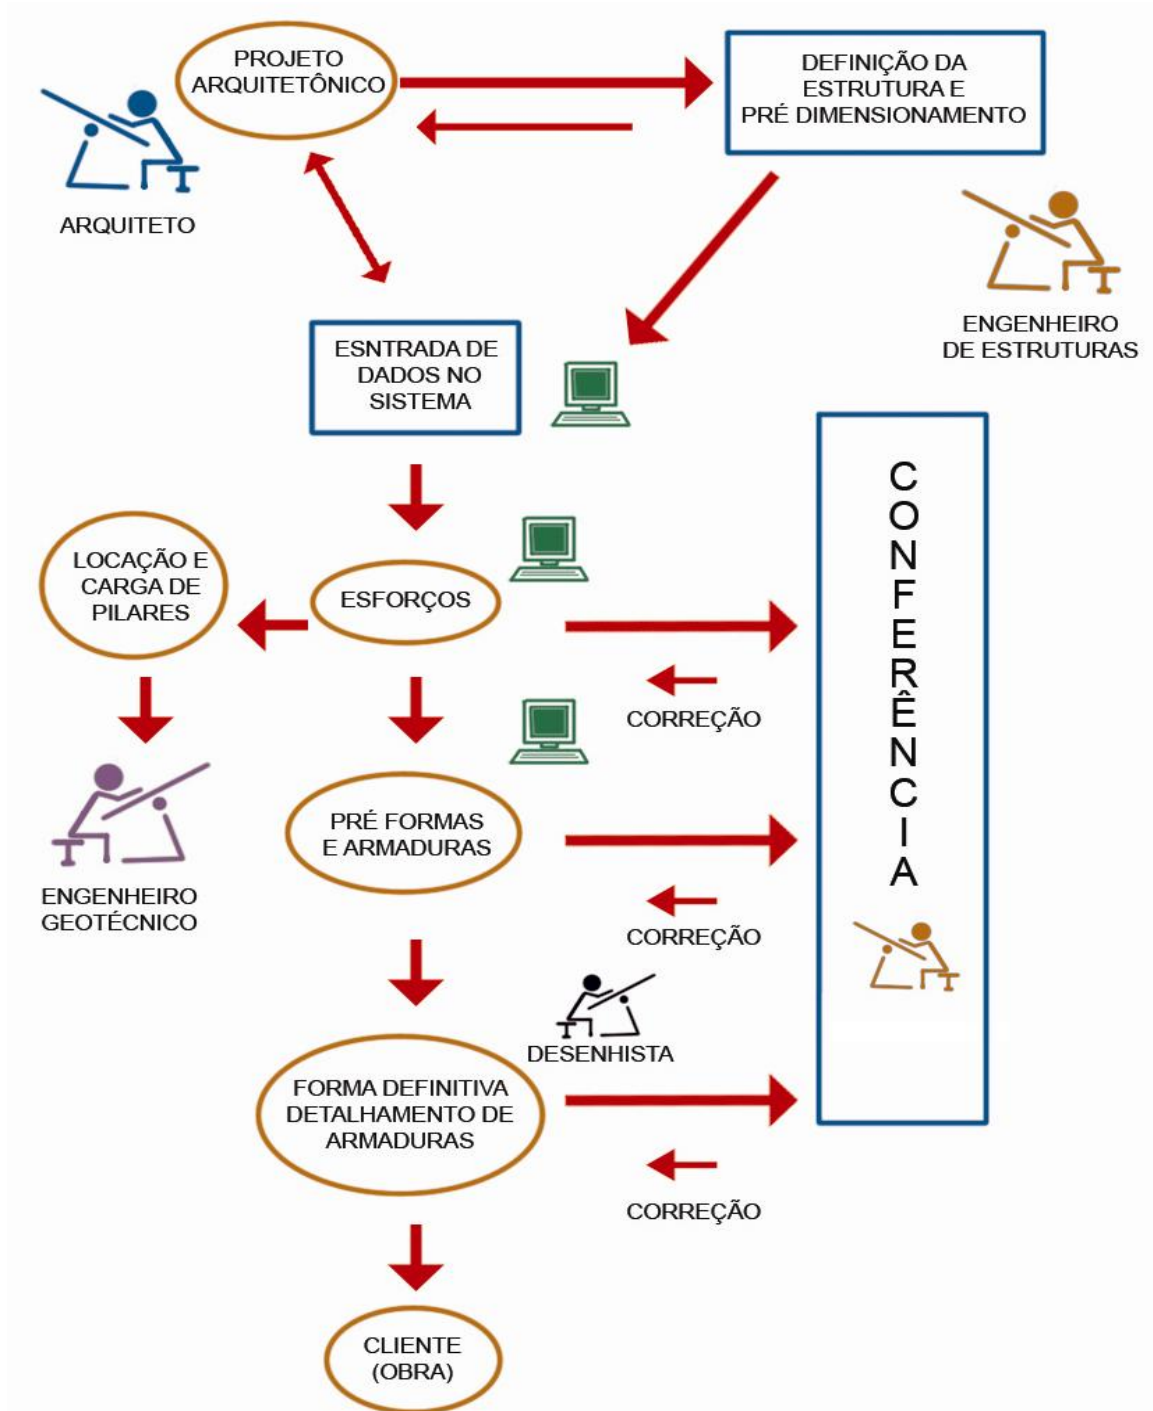 PROJETO
ARQUITETÔNICO
DEFINIÇÃO DA
ESTRUTURA E
PRÉ DIMENSIONAMENTO
ARQUITETO
ENGENHEIRO
DE ESTRUTURAS
ESNTRADA DE
DADOS NO
SISTEMA
CONFERÊNCIA
LOCAÇÃO E
CARGA DE
PILARES
ESFORÇOS
CORREÇÃO
PRÉ FORMAS
E ARMADURAS
ENGENHEIRO
GEOTÉCNICO
CORREÇÃO
DESENHISTA
FORMA DEFINITIVA
DETALHAMENTO DE
ARMADURAS
CORREÇÃO
CLIENTE
(OBRA)